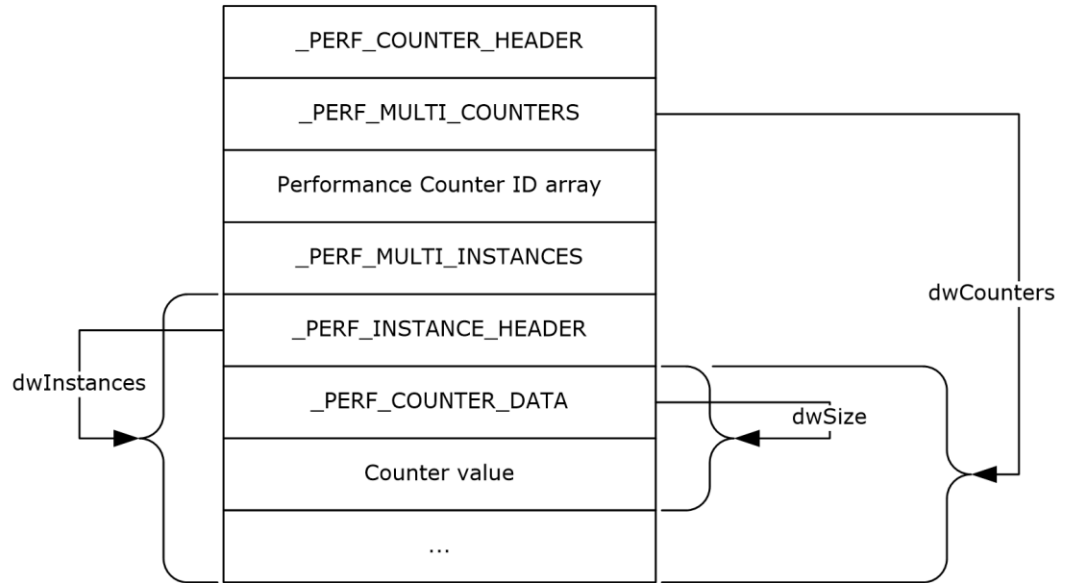 _PERF_COUNTER_HEADER
_PERF_MULTI_COUNTERS
Performance Counter ID array
_PERF_MULTI_INSTANCES
dwCounters
_PERF_INSTANCE_HEADER
dwInstances
_PERF_COUNTER_DATA
dwSize
Counter value
...